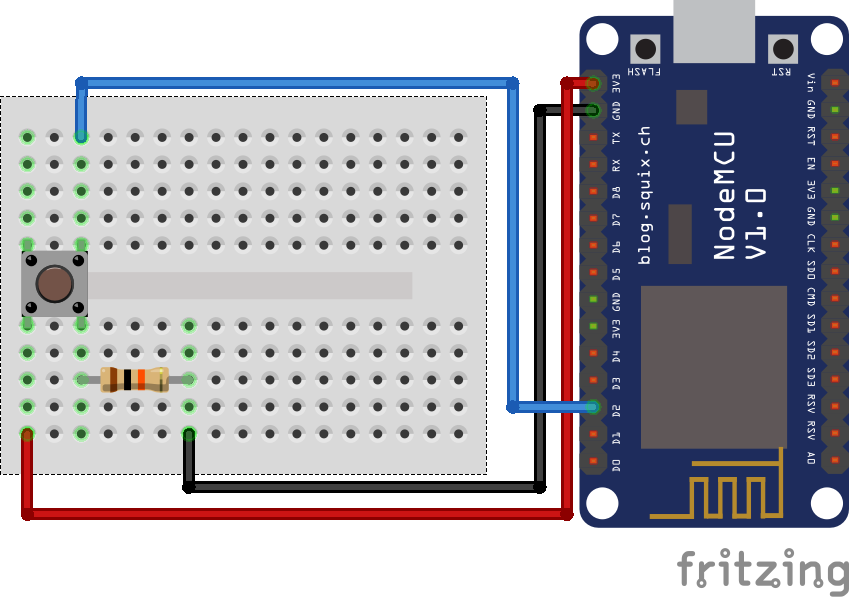 FLASH
RST
3V3
GND
TX
RX
D8
D7
D6
D5
GND
3V3
D4
D3
D2
D1
D0
blog.squix.ch
NodeMCU
V1.0
Vin
GND
RST
EN
3V3
GND
CLK
SD0
CMD
SD1
SD2
SD3
RSV
RSV
A0
fritzing